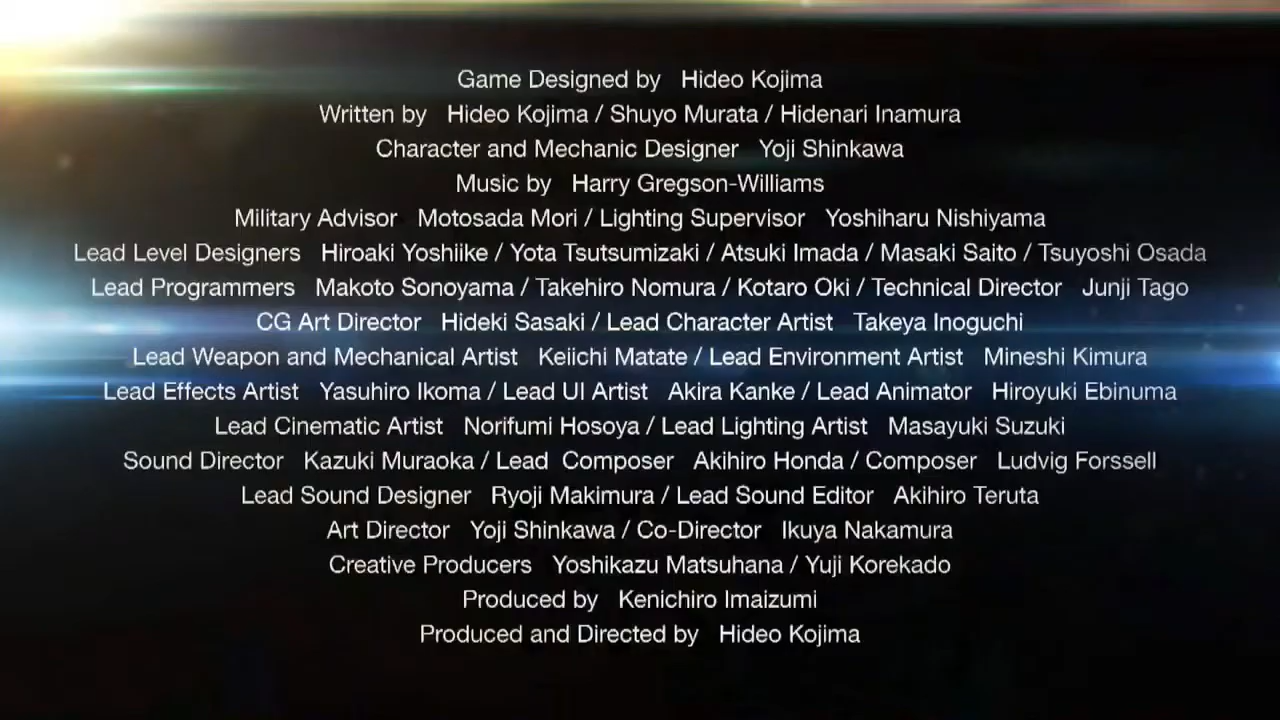 Game Designed by Hideo Kojima
Written by Hideo Kojima / Shuyo Murata / Hidenari Inamura
Character and Mechanic Designer Yoji Shinkawa
Music by Harry Gregson-Williams
Military Advisor Motosada Mori / Lighting Supervisor Yoshiharu Nishiyama
Lead Level Designers Hiroaki Yoshiike / Yota Tsutsumizaki / Atsuki Imada / Masaki Saito / Tsuyoshi Osada
Lead Programmers Makoto Sonoyama / Takehiro Nomura / Kotaro Oki / Technical Director Junji Tago
CG Art Director Hideki Sasaki / Lead Character Artist Takeya Inoguchi
Lead Weapon and Mechanical Artist Keiichi Matate / Lead Environment Artist Mineshi Kimura
Lead Effects Artist Yasuhiro Ikoma / Lead UI Artist Akira Kanke / Lead Animator Hiroyuki Ebinuma
Lead Cinematic Artist Norifumi Hosoya / Lead Lighting Artist Masayuki Suzuki
Sound Director Kazuki Muraoka / Lead Composer Akihiro Honda / Composer Ludvig Forssell
Lead Sound Designer Ryoji Makimura / Lead Sound Editor Akihiro Teruta
Art Director Yoji Shinkawa / Co-Director Ikuya Nakamura
Creative Producers Yoshikazu Matsuhana / Yuji Korekado
Produced by Kenichiro Imaizumi
Produced and Directed by Hideo Kojima